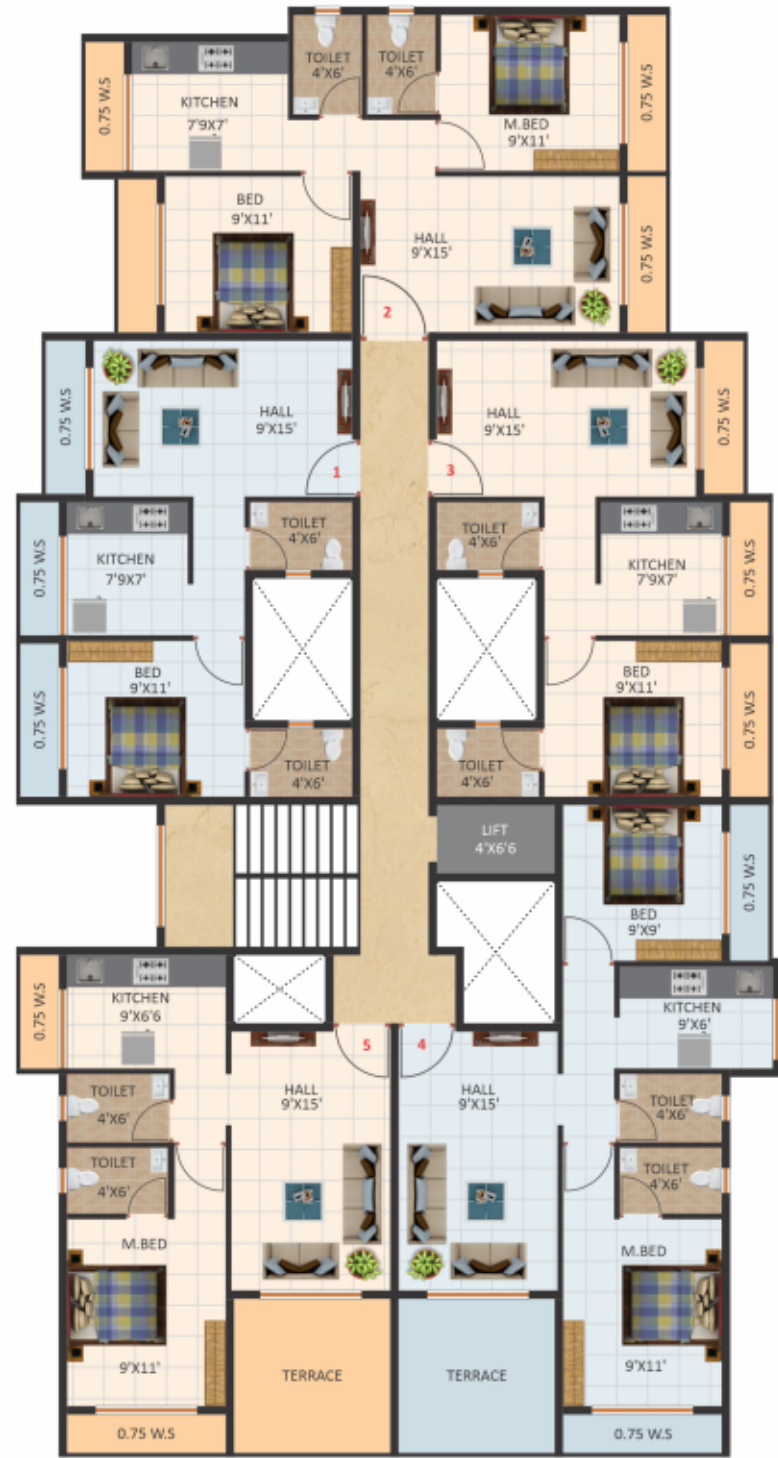 TOILET
4'X6'
TOILET
4'X6'
0.75 W.S
KITCHEN
7'9X7'
M.BED
9'X11'
0.75 W.S
BED
9'X11'
HALL
9'X15'
0.75 W.S
2
0.75 W.S
HALL
9'X15'
HALL
9'X15'
0.75 W.S
1
3
0.75 W.S
KITCHEN
7'9X7'
TOILET
4'X6'
TOILET
4'X6'
KITCHEN
7'9X7'
0.75 W.S
0.75 W.S
BED
9'X11'
BED
9'X11'
0.75 W.S
TOILET
4'X6'
TOILET
4'X6'
LIFT
4'X6'6
BED
9'X9'
0.75 W.S
0.75 W.S
KITCHEN
9'X6'6
KITCHEN
9'X6'
5
4
TOILET
4'X6'
HALL
9'X15'
HALL
9'X15'
TOILET
4'X6'
TOILET
4'X6'
TOILET
4'X6'
M.BED
9'X11'
M.BED
9'X11'
TERRACE
TERRACE
0.75 W.S
0.75 W.S